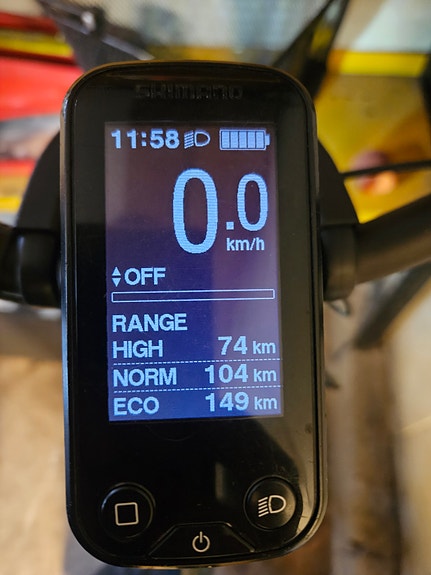 SHIMANO
11:58
0.0
km/h
OFF
RANGE
HIGH 74 km
NORM 104 km
ECO 149 km